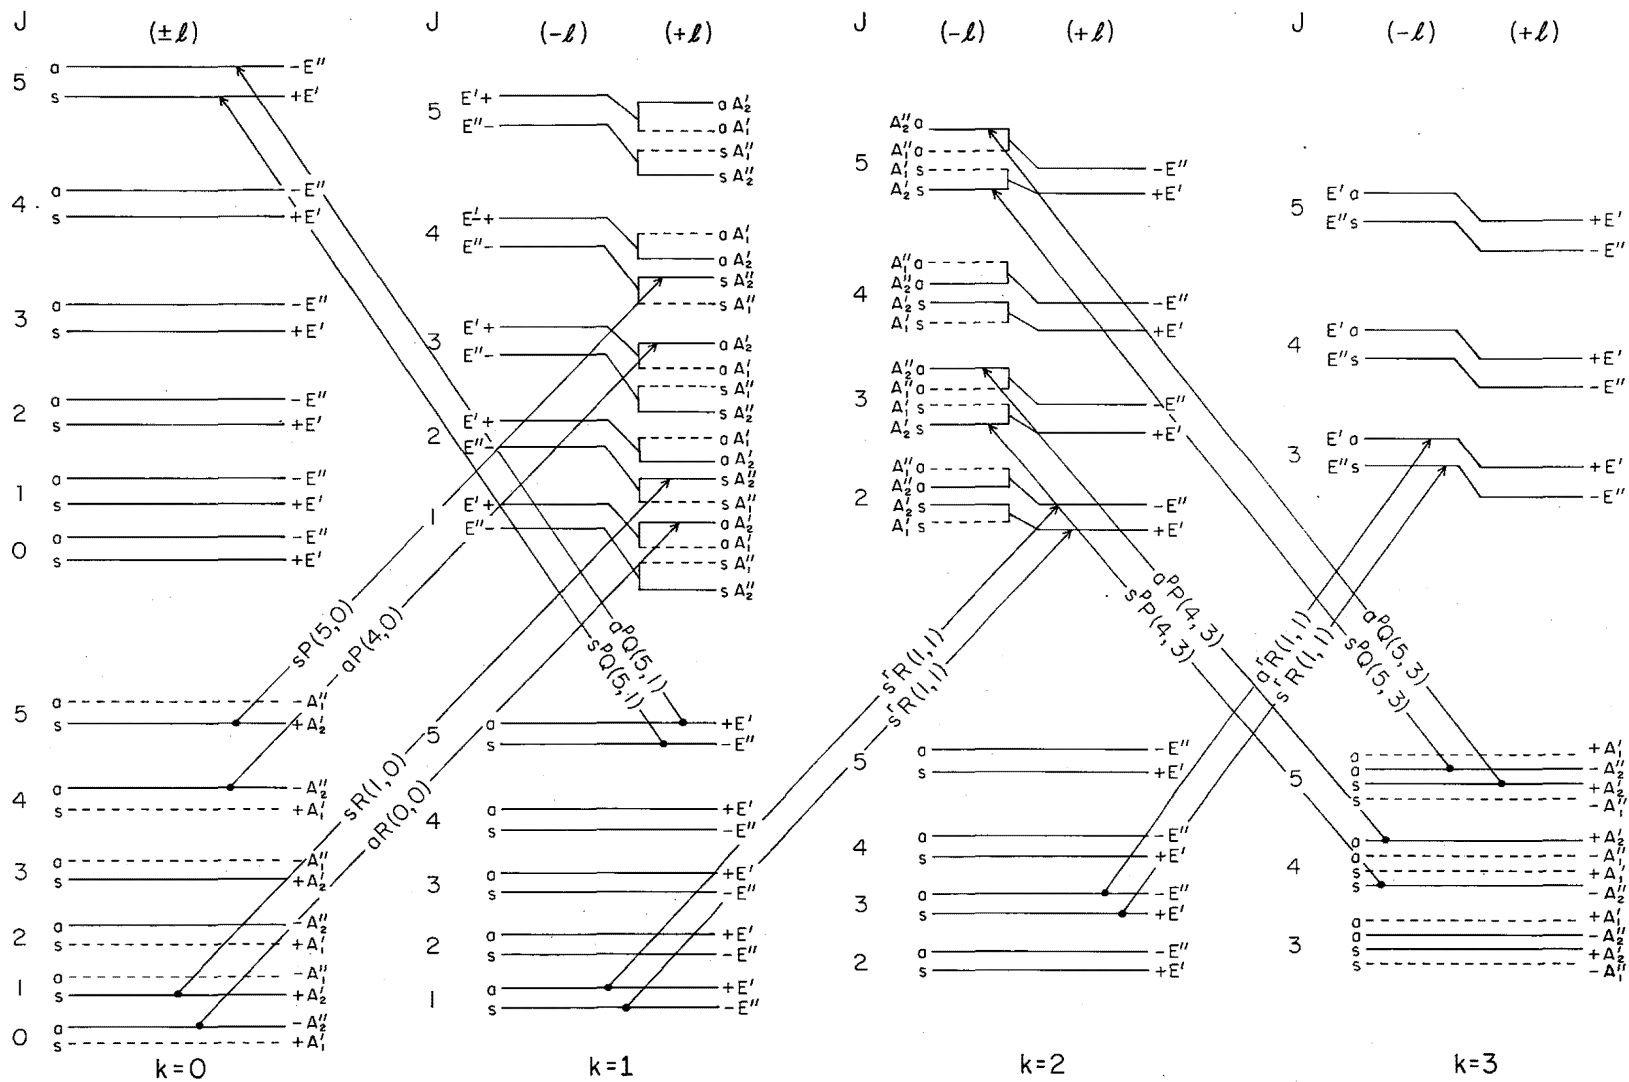 J (±ℓ)
5 a −E″
s +E′
4 a −E″
s +E′
3 a −E″
s +E′
2 a −E″
s +E′
1 a −E″
s +E′
0 a −E″
s +E′
sP(5,0)
aP(4,0)
sR(1,0)
aR(0,0)
5 a −A₁″
s +A₂′
4 a −A₂″
s +A₁′
3 a −A₁″
s +A₂′
2 a −A₂″
s +A₁′
1 a −A₁″
s +A₂′
0 a −A₂″
s +A₁′
k=0
J (−ℓ) (+ℓ)
5 E′+ a A₂′
a A₁′
E″− s A₁″
s A₂″
4 E′+ a A₁′
a A₂′
E″− s A₂″
s A₁″
3 E′+ a A₂′
a A₁′
E″− s A₁″
s A₂″
2 E′+ a A₁′
a A₂′
E″− s A₂″
s A₁″
1 E′+ a A₂′
a A₁′
E″− s A₁″
s A₂″
aᵖQ(5,1)
sᵖQ(5,1)
5 a +E′
s −E″
4 a +E′
s −E″
3 a +E′
s −E″
2 a +E′
s −E″
1 a +E′
s −E″
k=1
sʳR(1,1)
sʳR(1,1)
J (−ℓ) (+ℓ)
5 A₂″ a −E″
A₁″ a
A₁′ s +E′
A₂′ s
4 A₁″ a −E″
A₂″ a
A₂′ s +E′
A₁′ s
3 A₂″ a −E″
A₁″ a
A₁′ s +E′
A₂′ s
2 A₁″ a −E″
A₂″ a
A₂′ s +E′
A₁′ s
aᵖP(4,3)
sᵖP(4,3)
5 a −E″
s +E′
4 a −E″
s +E′
3 a −E″
s +E′
2 a −E″
s +E′
k=2
aʳR(1,1)
sʳR(1,1)
J (−ℓ) (+ℓ)
5 E′ a +E′
E″ s −E″
4 E′ a +E′
E″ s −E″
3 E′ a +E′
E″ s −E″
aᵖQ(5,3)
sᵖQ(5,3)
5 a +A₁′
a −A₂″
s +A₂′
s −A₁″
4 a +A₂′
a −A₁″
s +A₁′
s −A₂″
3 a +A₁′
a −A₂″
s +A₂′
s −A₁″
k=3